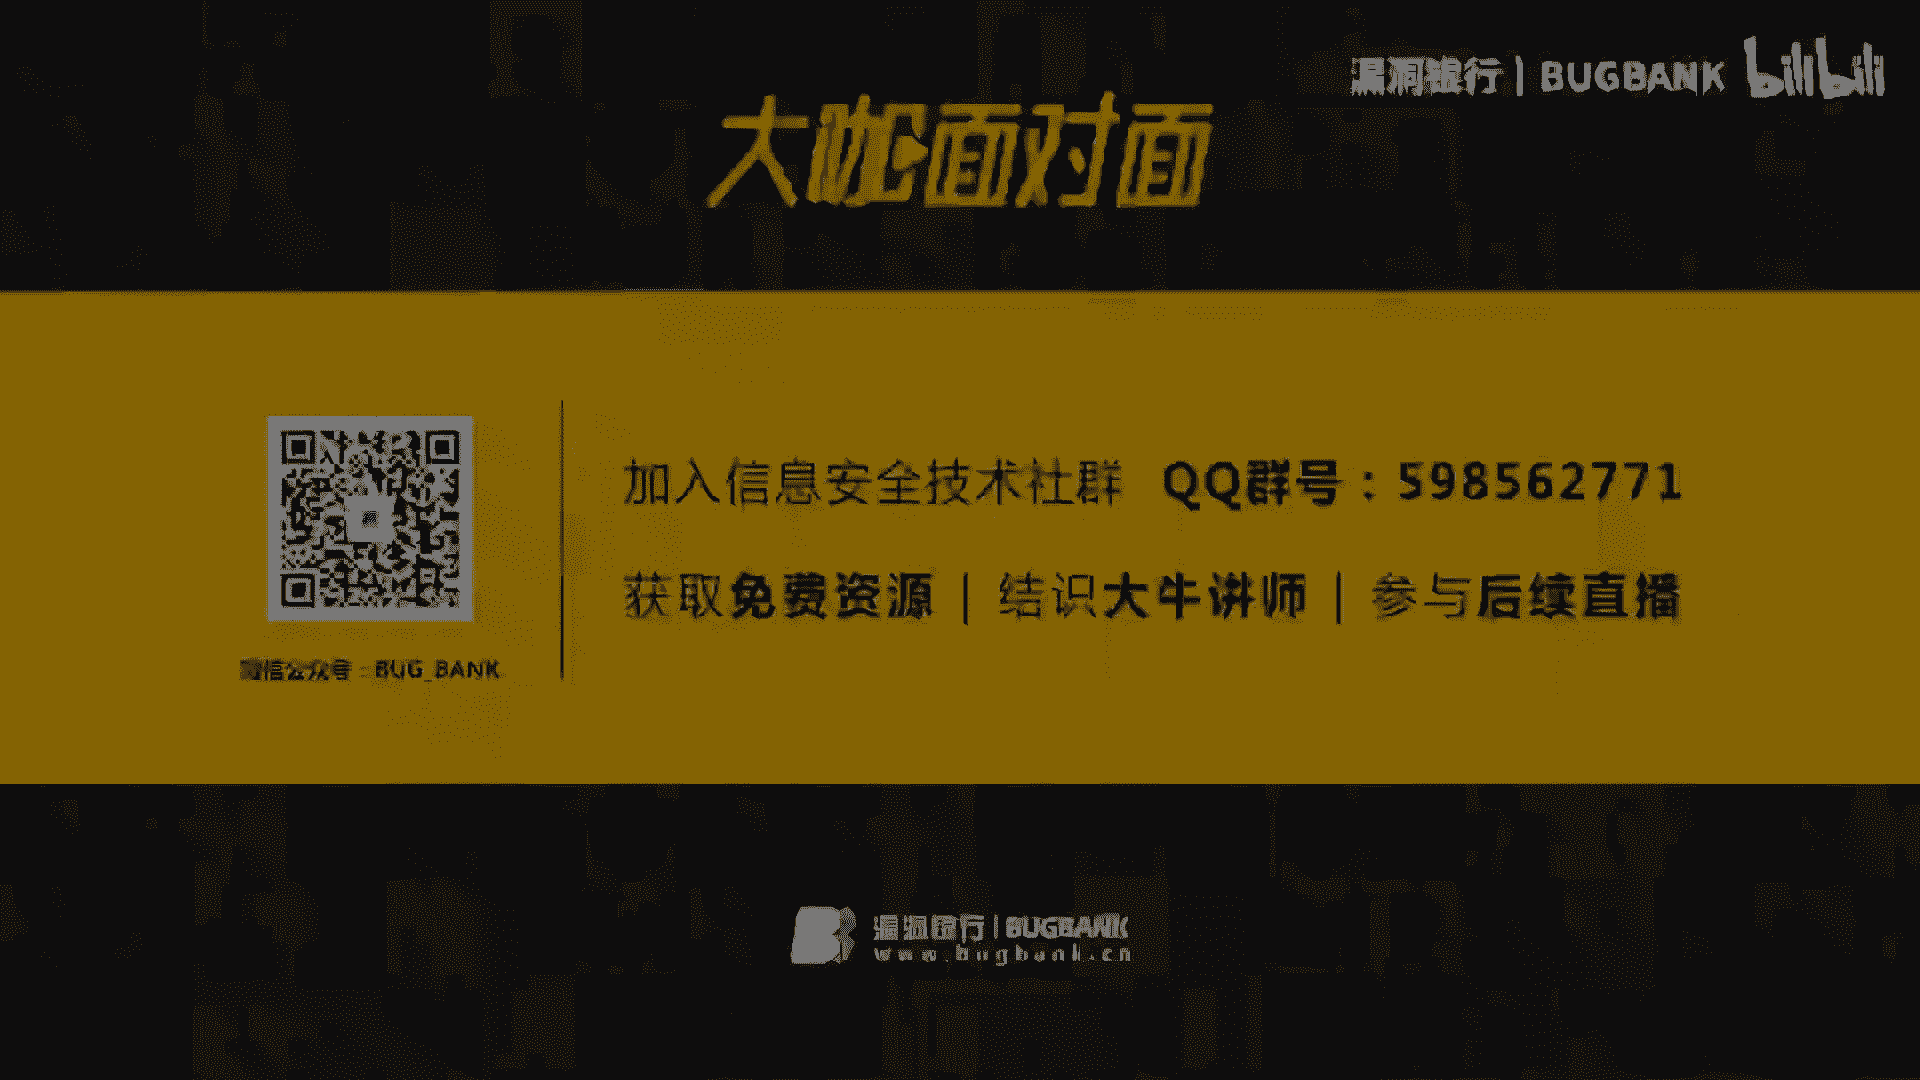 漏洞银行 | BUGBANK bilibili
大咖面对面
加入信息安全技术社群 QQ群号：598562771
获取免费资源 | 结识大牛讲师 | 参与后续直播
微信公众号：BUG_BANK
漏洞银行 | BUGBANK
www.bugbank.cn